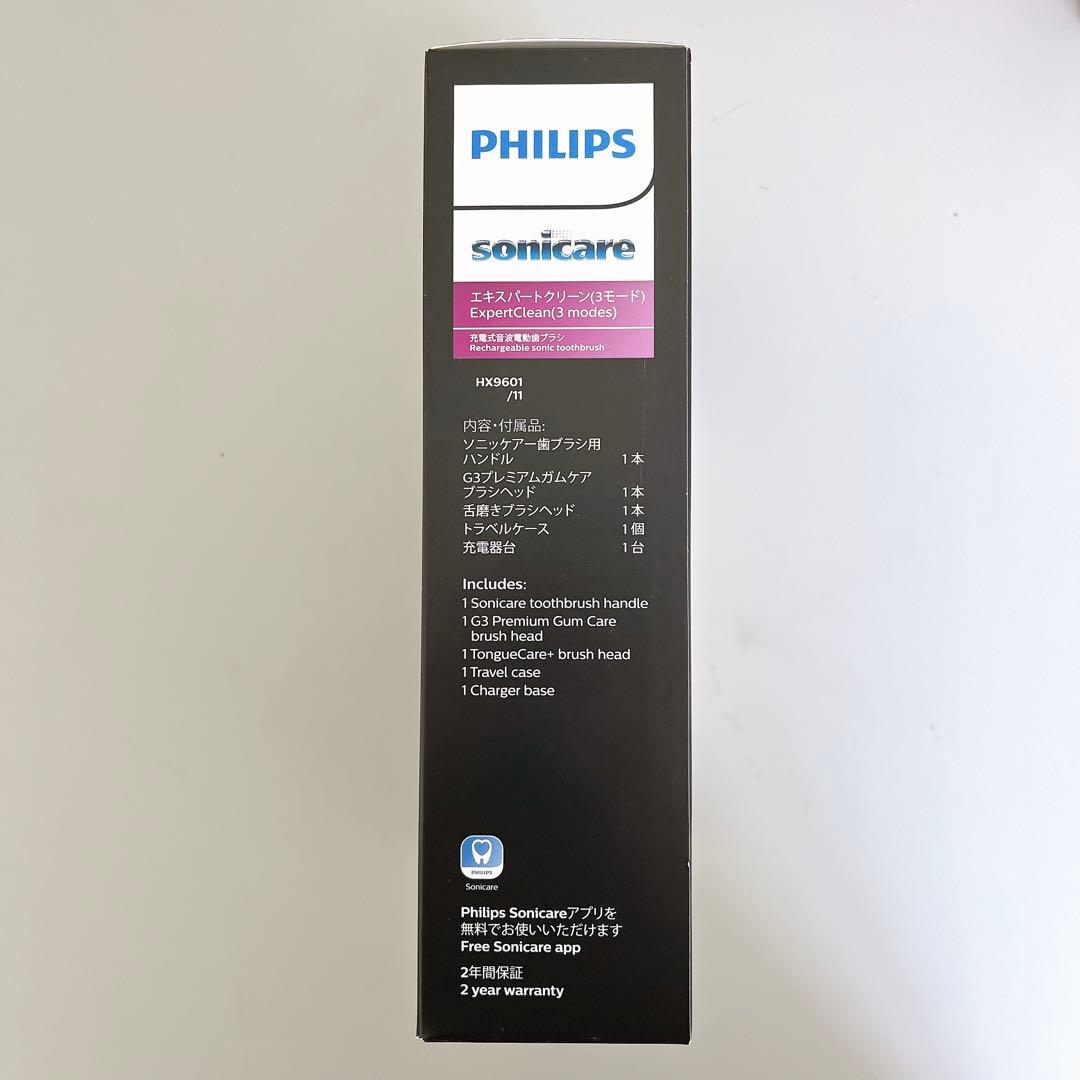 PHILIPS
sonicare
エキスパートクリーン(3モード)
ExpertClean(3 modes)
充電式音波電動歯ブラシ
Rechargeable sonic toothbrush
HX9601
/11
内容・付属品:
ソニッケアー歯ブラシ用
ハンドル 1本
G3プレミアムガムケア
ブラシヘッド 1本
舌磨きブラシヘッド 1本
トラベルケース 1個
充電器台 1台
Includes:
1 Sonicare toothbrush handle
1 G3 Premium Gum Care
brush head
1 TongueCare+ brush head
1 Travel case
1 Charger base
PHILIPS
Sonicare
Philips Sonicareアプリを
無料でお使いいただけます
Free Sonicare app
2年間保証
2 year warranty